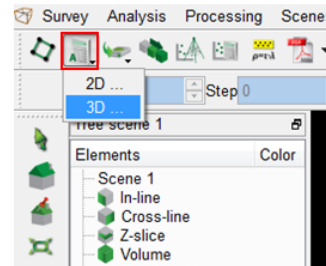 Survey Analysis Processing Scene
2D ...
Step 0
3D ...
Tree scene 1
Elements Color
Scene 1
In-line
Cross-line
Z-slice
Volume